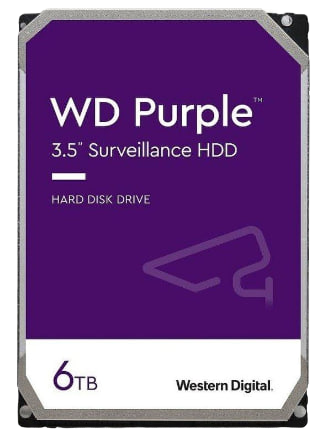 WD Purple™
3.5" Surveillance HDD
HARD DISK DRIVE
6TB
Western Digital.